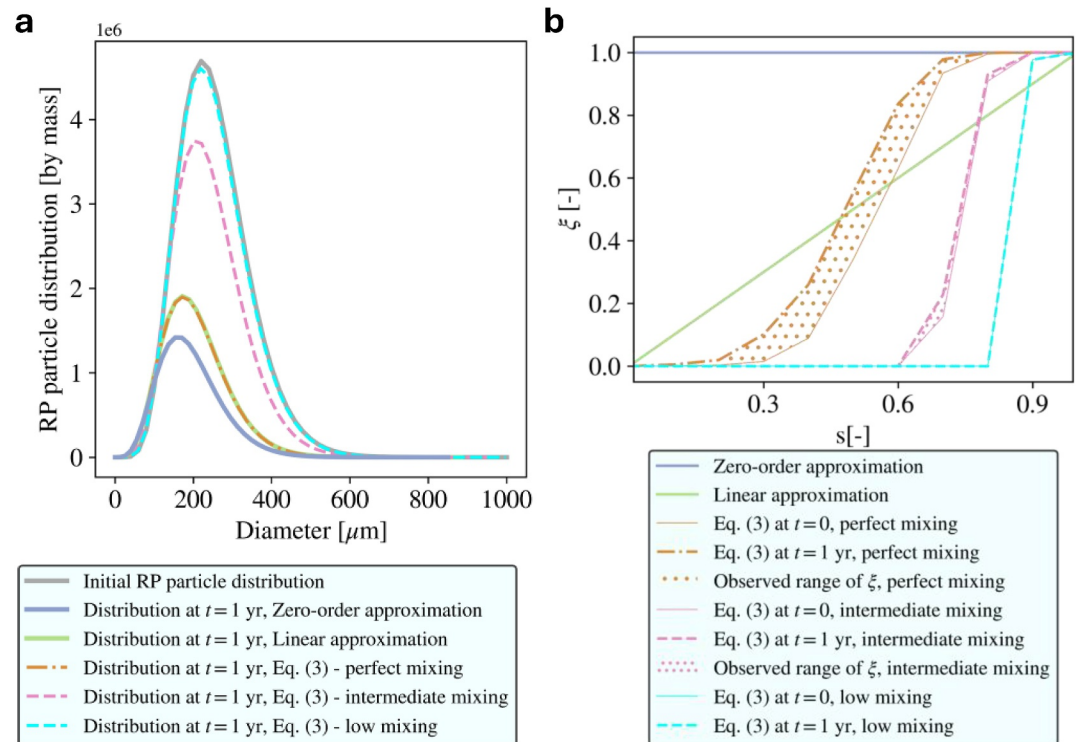 a
1e6
RP particle distribution [by mass]
4
3
2
1
0
0 200 400 600 800 1000
Diameter [μm]
Initial RP particle distribution
Distribution at t = 1 yr, Zero-order approximation
Distribution at t = 1 yr, Linear approximation
Distribution at t = 1 yr, Eq. (3) - perfect mixing
Distribution at t = 1 yr, Eq. (3) - intermediate mixing
Distribution at t = 1 yr, Eq. (3) - low mixing
b
ξ [-]
1.0
0.8
0.6
0.4
0.2
0.0
0.3 0.6 0.9
s[-]
Zero-order approximation
Linear approximation
Eq. (3) at t = 0, perfect mixing
Eq. (3) at t = 1 yr, perfect mixing
Observed range of ξ, perfect mixing
Eq. (3) at t = 0, intermediate mixing
Eq. (3) at t = 1 yr, intermediate mixing
Observed range of ξ, intermediate mixing
Eq. (3) at t = 0, low mixing
Eq. (3) at t = 1 yr, low mixing